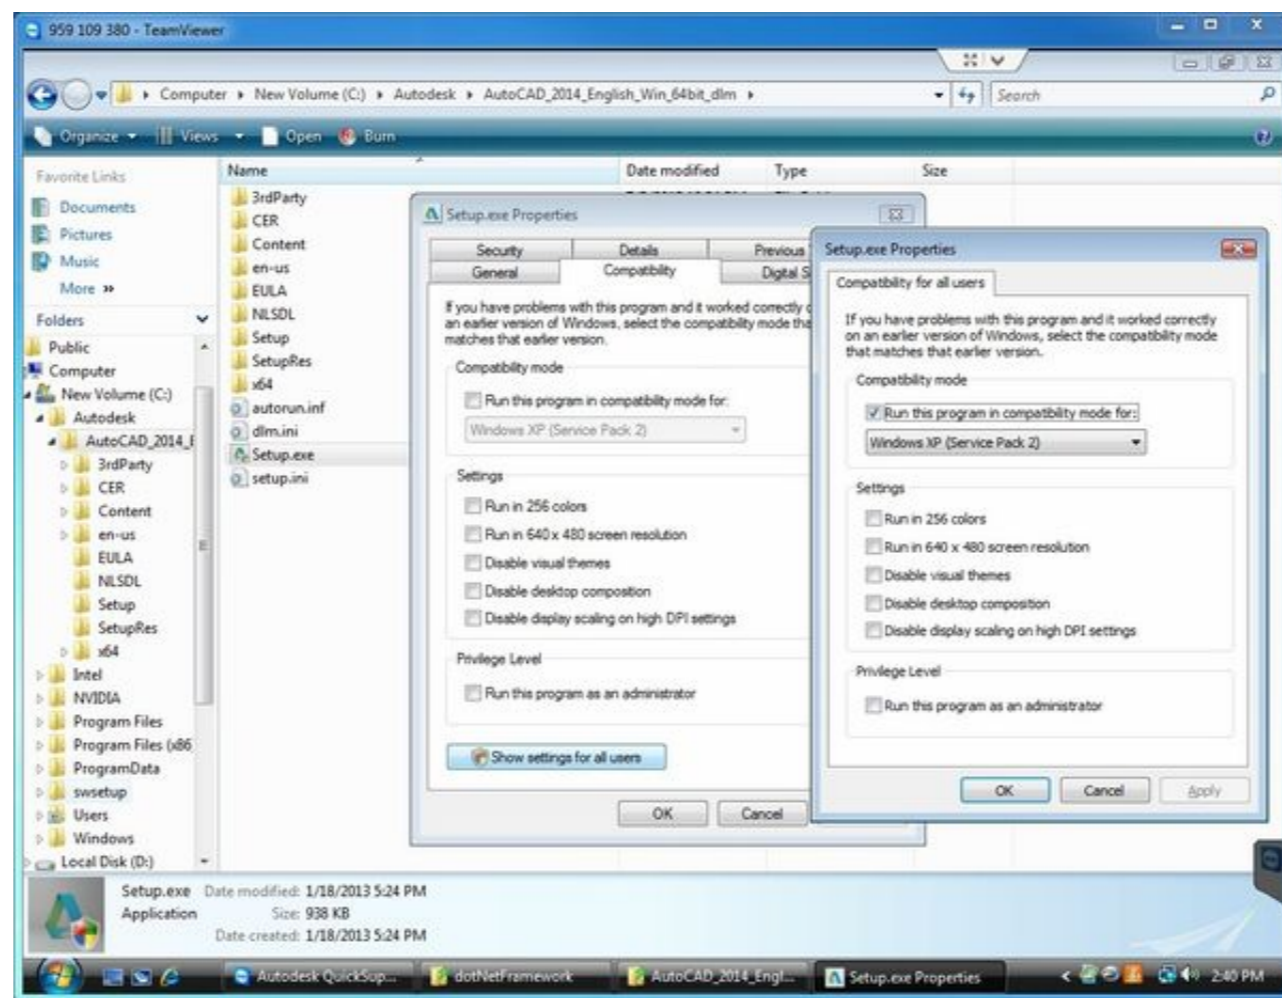 959 109 380 - TeamViewer
Computer New Volume (C:) Autodesk AutoCAD_2014_English_Win_64bit_dlm
Search
Organize Views Open Burn
Favorite Links
Documents
Pictures
Music
More »
Folders
Public
Computer
New Volume (C:)
Autodesk
AutoCAD_2014_E
3rdParty
CER
Content
en-us
EULA
NLSDL
Setup
SetupRes
x64
Intel
NVIDIA
Program Files
Program Files (x86
ProgramData
swsetup
Users
Windows
Local Disk (D:)
Name Date modified Type Size
3rdParty
CER
Content
en-us
EULA
NLSDL
Setup
SetupRes
x64
autorun.inf
dlm.ini
Setup.exe
setup.ini
Setup.exe Properties
Security Details Previous
General Compatibility Digital S
If you have problems with this program and it worked correctly o
an earlier version of Windows, select the compatibility mode tha
matches that earlier version.
Compatibility mode
Run this program in compatibility mode for:
Windows XP (Service Pack 2)
Settings
Run in 256 colors
Run in 640 x 480 screen resolution
Disable visual themes
Disable desktop composition
Disable display scaling on high DPI settings
Privilege Level
Run this program as an administrator
Show settings for all users
OK Cancel
Setup.exe Properties
Compatibility for all users
If you have problems with this program and it worked correctly
on an earlier version of Windows, select the compatibility mode
that matches that earlier version.
Compatibility mode
Run this program in compatibility mode for:
Windows XP (Service Pack 2)
Settings
Run in 256 colors
Run in 640 x 480 screen resolution
Disable visual themes
Disable desktop composition
Disable display scaling on high DPI settings
Privilege Level
Run this program as an administrator
OK Cancel Apply
Setup.exe Date modified: 1/18/2013 5:24 PM
Application Size: 938 KB
Date created: 1/18/2013 5:24 PM
Autodesk QuickSup... dotNetFramework AutoCAD_2014_Engl... Setup.exe Properties 2:40 PM